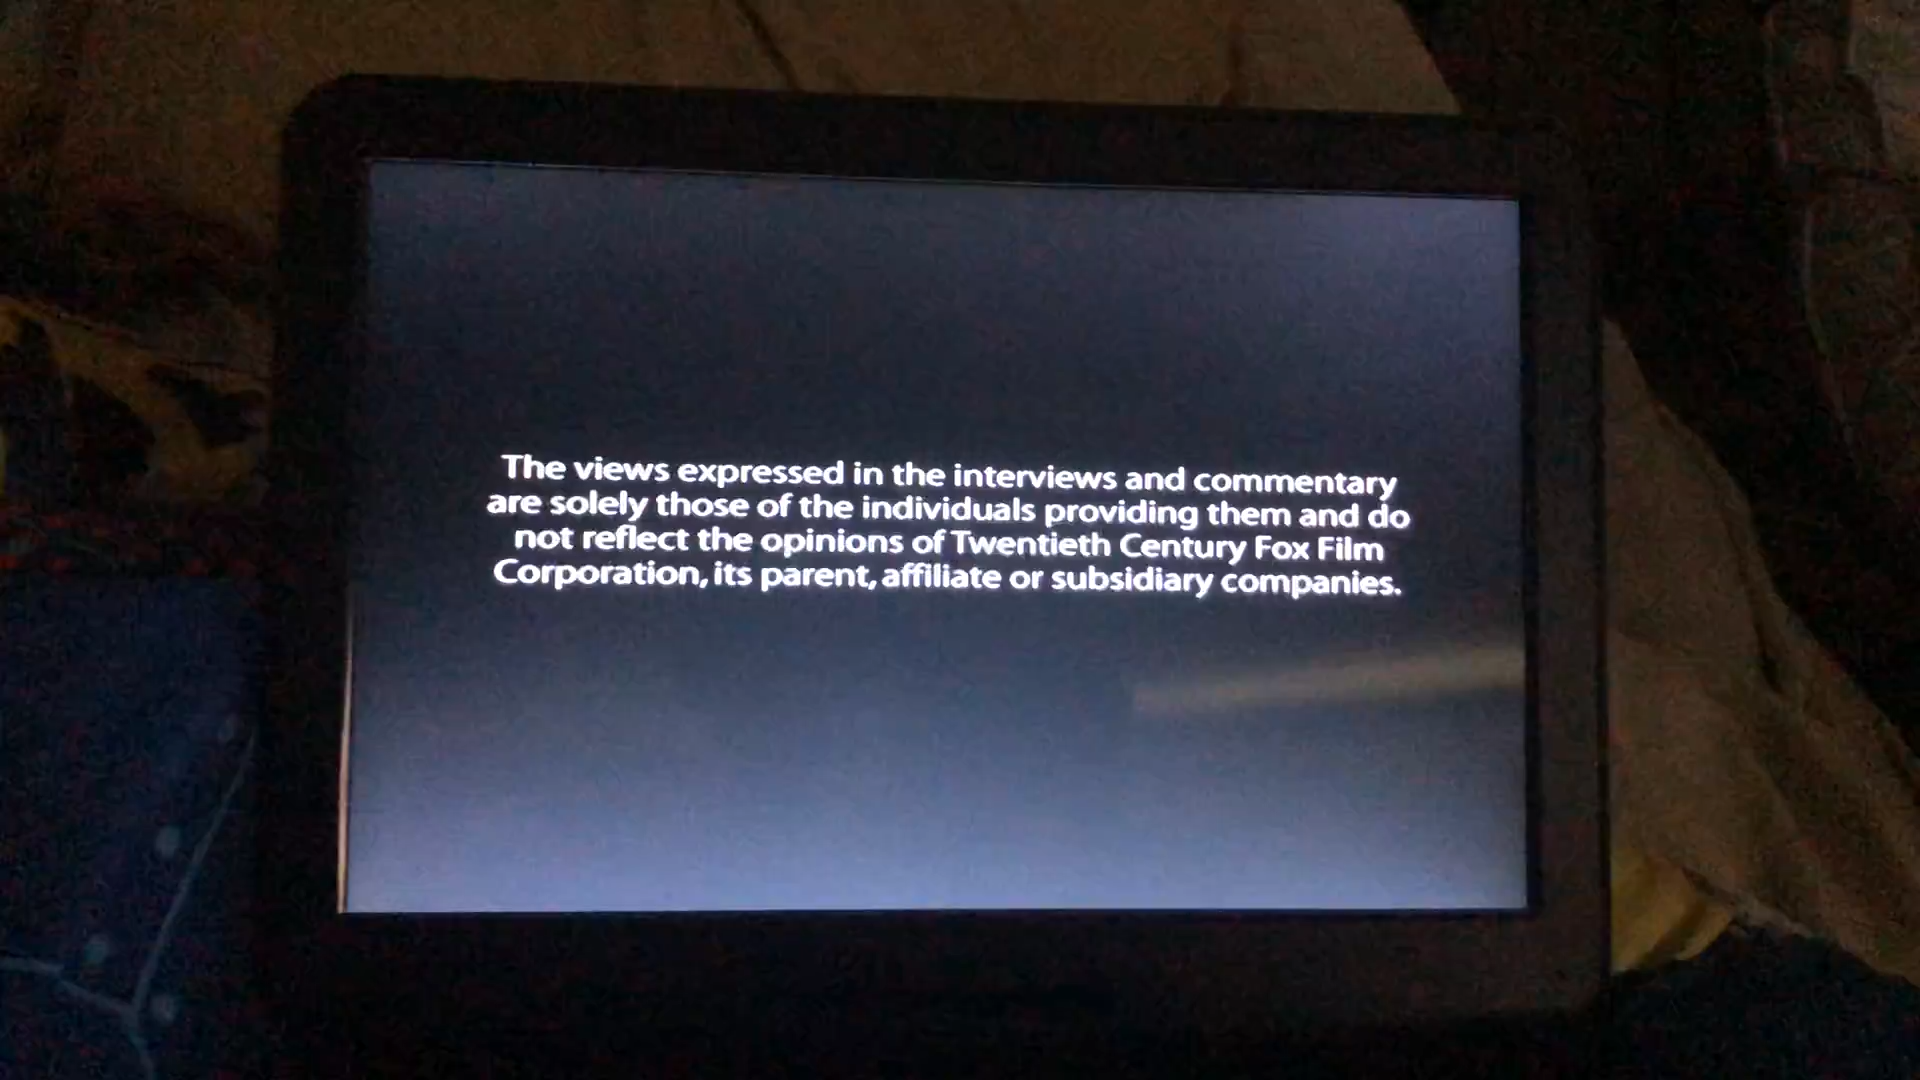 The views expressed in the interviews and commentary
are solely those of the individuals providing them and do
not reflect the opinions of Twentieth Century Fox Film
Corporation, its parent, affiliate or subsidiary companies.